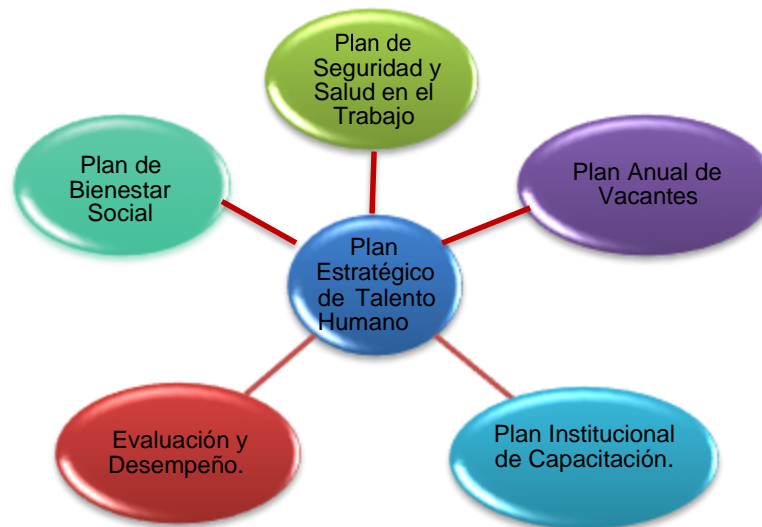 Plan de
Seguridad y
Salud en el
Trabajo
Plan de
Bienestar
Social
Plan Anual de
Vacantes
Plan
Estratégico
de Talento
Humano
Evaluación y
Desempeño.
Plan Institucional
de Capacitación.